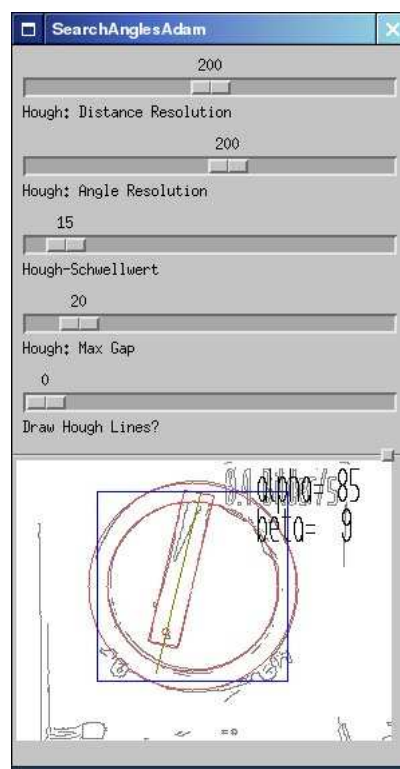 SearchAnglesAdam
200
Hough: Distance Resolution
200
Hough: Angle Resolution
15
Hough-Schwellwert
20
Hough: Max Gap
0
Draw Hough Lines?
alpha= 85
beta= 9